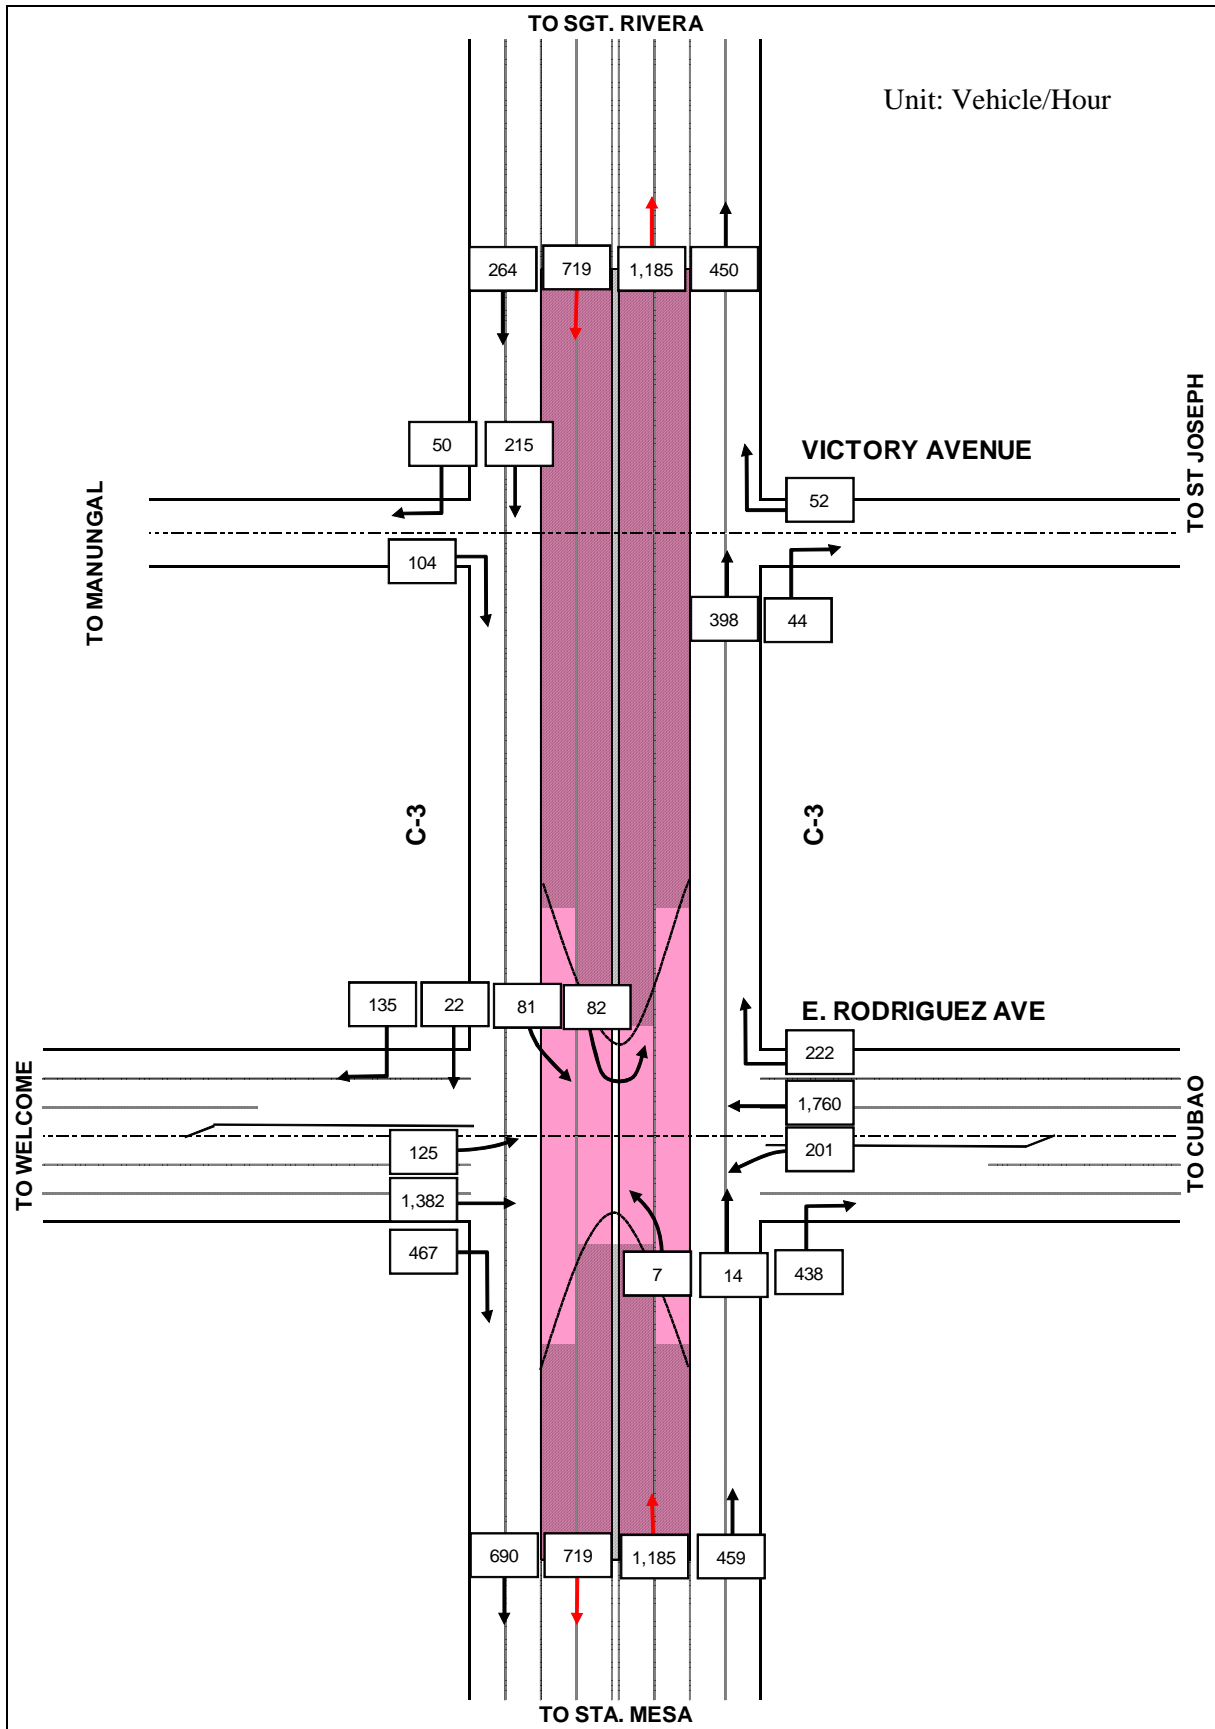 TO SGT. RIVERA
Unit: Vehicle/Hour
264
719
1,185
450
50
215
VICTORY AVENUE
52
TO ST JOSEPH
TO MANUNGAL
104
398
44
C-3
C-3
135
22
81
82
E. RODRIGUEZ AVE
222
1,760
201
TO WELCOME
TO CUBAO
125
1,382
467
7
14
438
690
719
1,185
459
TO STA. MESA